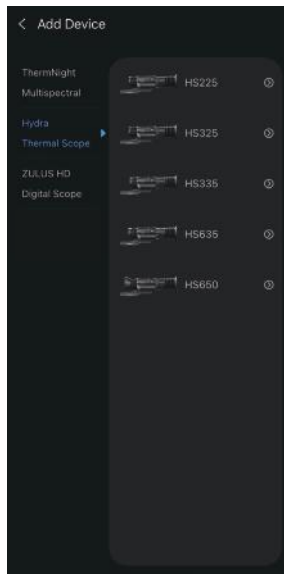 Add Device
ThermNight
Multispectral
Hydra
Thermal Scope
ZULUS HD
Digital Scope
HS225
HS325
HS335
HS635
HS650